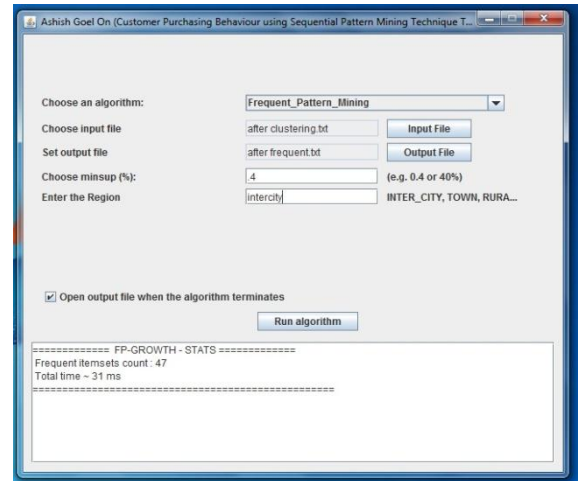 Ashish Goel On (Customer Purchasing Behaviour using Sequential Pattern Mining Technique T...
Choose an algorithm: Frequent_Pattern_Mining
Choose input file after clustering.txt Input File
Set output file after frequent.txt Output File
Choose minsup (%): .4 (e.g. 0.4 or 40%)
Enter the Region intercity INTER_CITY, TOWN, RURA...
Open output file when the algorithm terminates
Run algorithm
============= FP-GROWTH - STATS =============
Frequent itemsets count : 47
Total time ~ 31 ms
===================================================